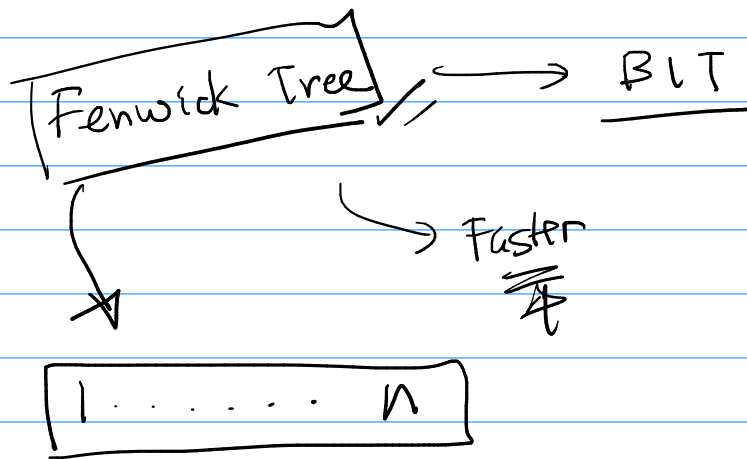 Fenwick Tree → BIT
Faster
1 . . . . . . n